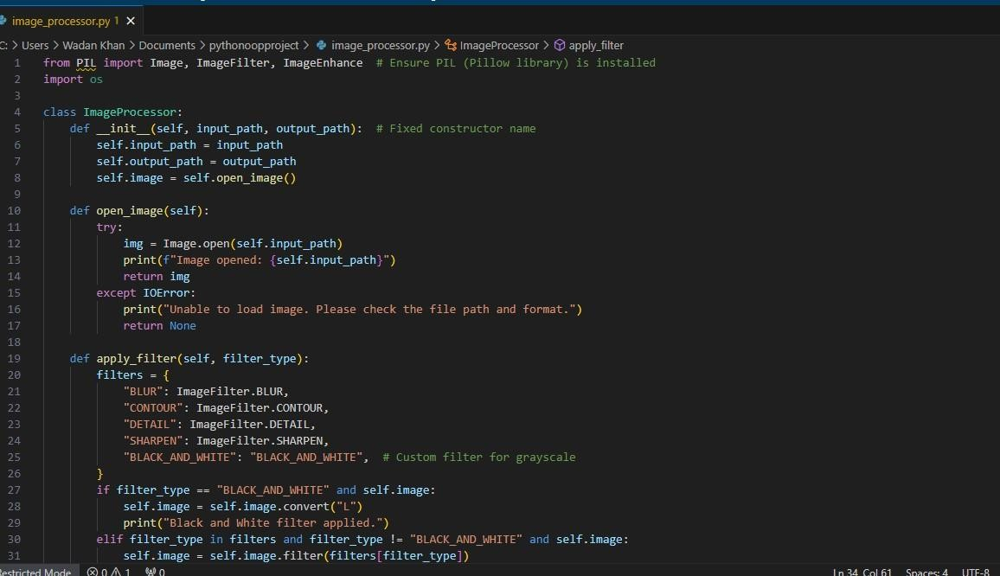 image_processor.py 1 ×
C: > Users > Wadan Khan > Documents > pythonoopproject > image_processor.py > ImageProcessor > apply_filter
1 from PIL import Image, ImageFilter, ImageEnhance  # Ensure PIL (Pillow library) is installed
2 import os
3
4 class ImageProcessor:
5     def __init__(self, input_path, output_path):  # Fixed constructor name
6         self.input_path = input_path
7         self.output_path = output_path
8         self.image = self.open_image()
9
10     def open_image(self):
11         try:
12             img = Image.open(self.input_path)
13             print(f"Image opened: {self.input_path}")
14             return img
15         except IOError:
16             print("Unable to load image. Please check the file path and format.")
17             return None
18
19     def apply_filter(self, filter_type):
20         filters = {
21             "BLUR": ImageFilter.BLUR,
22             "CONTOUR": ImageFilter.CONTOUR,
23             "DETAIL": ImageFilter.DETAIL,
24             "SHARPEN": ImageFilter.SHARPEN,
25             "BLACK_AND_WHITE": "BLACK_AND_WHITE",  # Custom filter for grayscale
26         }
27         if filter_type == "BLACK_AND_WHITE" and self.image:
28             self.image = self.image.convert("L")
29             print("Black and White filter applied.")
30         elif filter_type in filters and filter_type != "BLACK_AND_WHITE" and self.image:
31             self.image = self.image.filter(filters[filter_type])
Restricted Mode 0 1 0 Ln 34, Col 61 Spaces: 4 UTF-8